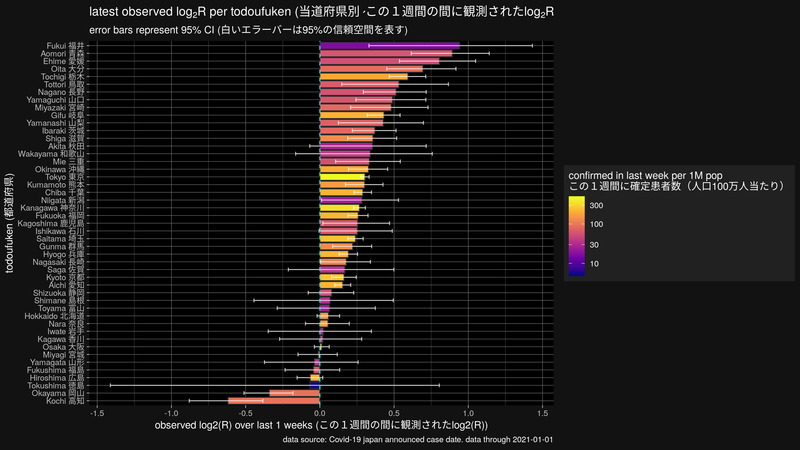 latest observed log₂R per todoufuken (当道府県別 この１週間の間に観測されたlog₂R
error bars represent 95% CI (白いエラーバーは95%の信頼空間を表す)
Fukui 福井
Aomori 青森
Ehime 愛媛
Oita 大分
Tochigi 栃木
Tottori 鳥取
Nagano 長野
Yamaguchi 山口
Miyazaki 宮崎
Gifu 岐阜
Yamanashi 山梨
Ibaraki 茨城
Shiga 滋賀
Akita 秋田
Wakayama 和歌山
Mie 三重
Okinawa 沖縄
Tokyo 東京
Kumamoto 熊本
Chiba 千葉
Niigata 新潟
Kanagawa 神奈川
Fukuoka 福岡
Kagoshima 鹿児島
Ishikawa 石川
Saitama 埼玉
Gunma 群馬
Hyogo 兵庫
Nagasaki 長崎
Saga 佐賀
Kyoto 京都
Aichi 愛知
Shizuoka 静岡
Shimane 島根
Toyama 富山
Hokkaido 北海道
Nara 奈良
Iwate 岩手
Kagawa 香川
Osaka 大阪
Miyagi 宮城
Yamagata 山形
Fukushima 福島
Hiroshima 広島
Tokushima 徳島
Okayama 岡山
Kochi 高知
todoufuken (都道府県)
-1.5 -1.0 -0.5 0.0 0.5 1.0 1.5
observed log2(R) over last 1 weeks (この１週間の間に観測されたlog2(R))
data source: Covid-19 japan announced case date. data through 2021-01-01
confirmed in last week per 1M pop
この１週間に確定患者数（人口100万人当たり）
300
100
30
10